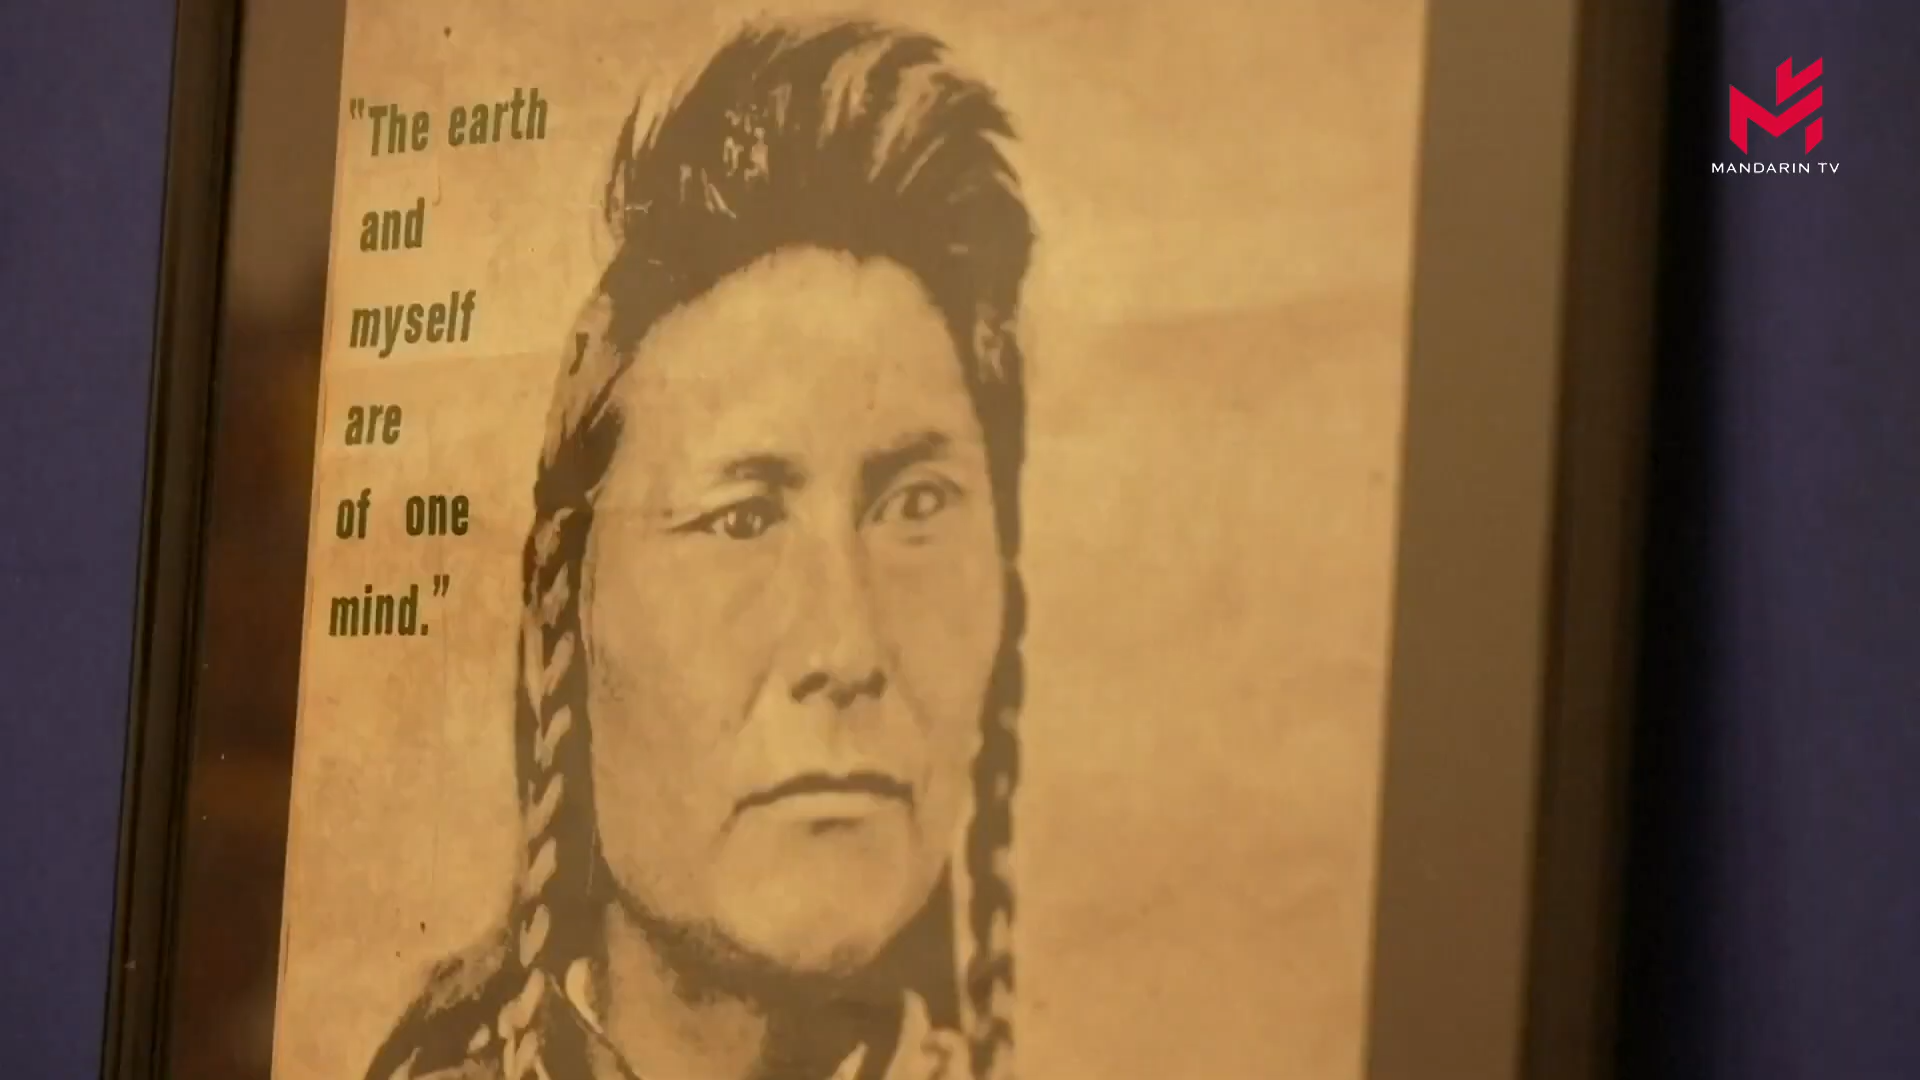 "The earth
and
myself
are
of one
mind."
MANDARIN TV